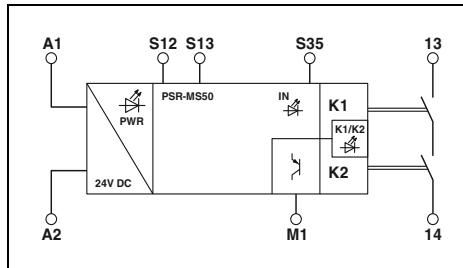 A1 S12 S13 S35 13
PSR-MS50 IN K1
PWR K1/K2
24V DC K2
A2 M1 14